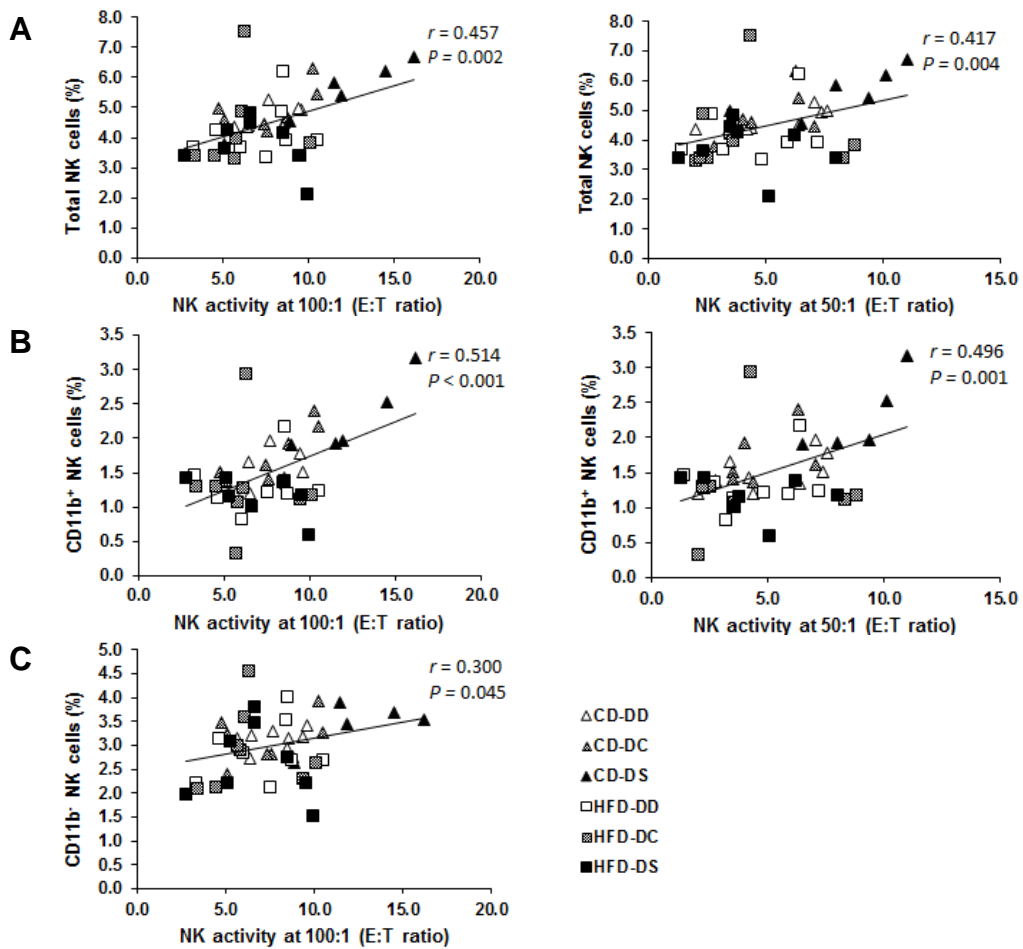 A
Total NK cells (%)
8.0
7.0
6.0
5.0
4.0
3.0
2.0
1.0
0.0
r = 0.457
P = 0.002
0.0 5.0 10.0 15.0 20.0
NK activity at 100:1 (E:T ratio)
Total NK cells (%)
8.0
7.0
6.0
5.0
4.0
3.0
2.0
1.0
0.0
r = 0.417
P = 0.004
0.0 5.0 10.0 15.0
NK activity at 50:1 (E:T ratio)
B
CD11b+ NK cells (%)
3.5
3.0
2.5
2.0
1.5
1.0
0.5
0.0
r = 0.514
P < 0.001
0.0 5.0 10.0 15.0 20.0
NK activity at 100:1 (E:T ratio)
CD11b+ NK cells (%)
3.5
3.0
2.5
2.0
1.5
1.0
0.5
0.0
r = 0.496
P = 0.001
0.0 5.0 10.0 15.0
NK activity at 50:1 (E:T ratio)
C
CD11b- NK cells (%)
5.0
4.5
4.0
3.5
3.0
2.5
2.0
1.5
1.0
0.5
0.0
r = 0.300
P = 0.045
0.0 5.0 10.0 15.0 20.0
NK activity at 100:1 (E:T ratio)
CD-DD
CD-DC
CD-DS
HFD-DD
HFD-DC
HFD-DS